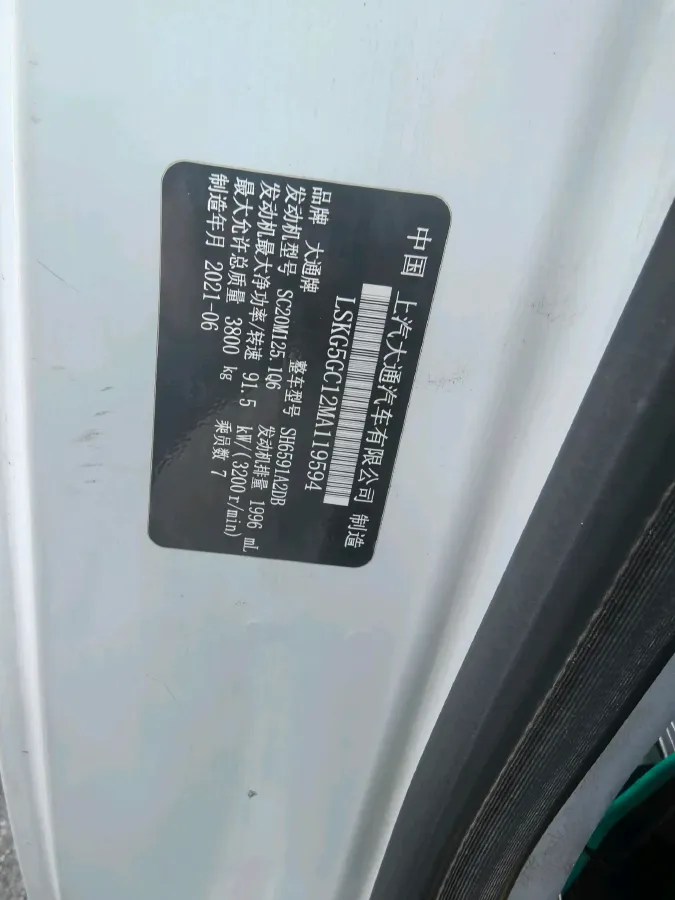 中国 上汽大通汽车有限公司 制造
LSKG5GC12MA119594
品牌 大通牌 整车型号 SH6591A2DB
发动机型号 SC20M125.1Q6 发动机排量 1996 mL
发动机最大净功率/转速 91.5 kW/(3200r/min)
最大允许总质量 3800 kg 乘员数 7
制造年月 2021-06